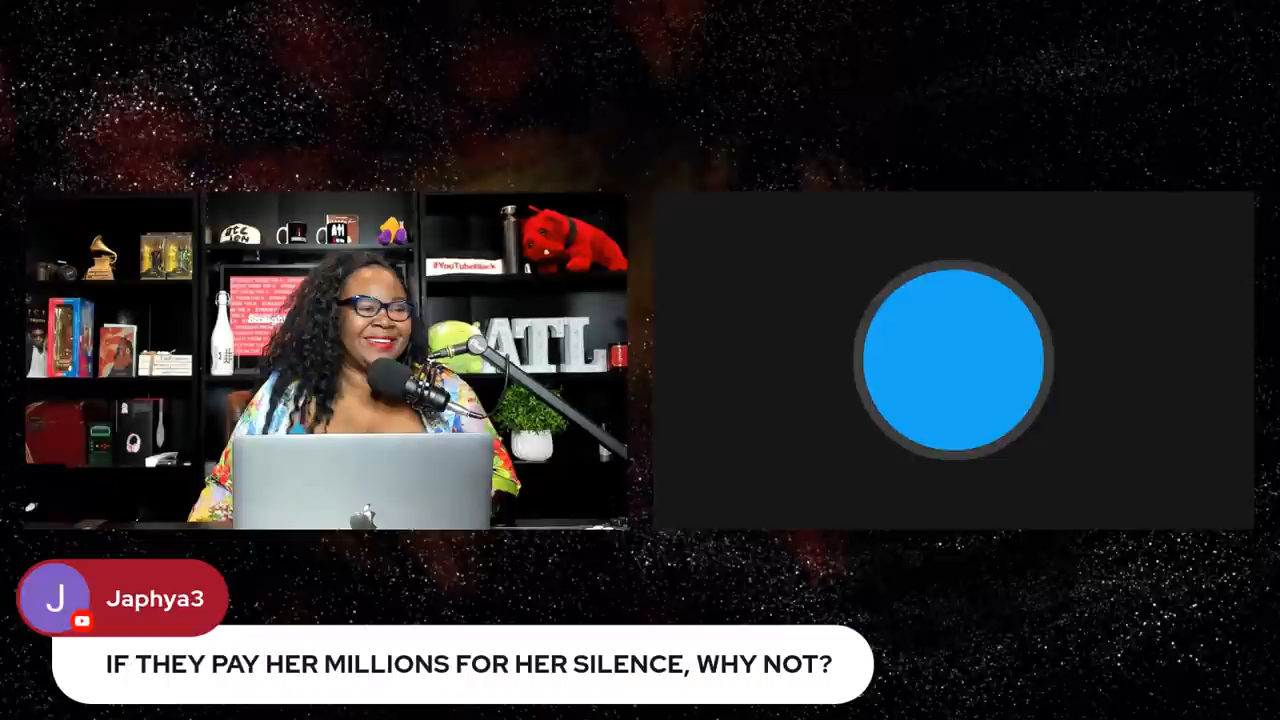 #YouTubeBlack
ATL
J
Japhya3
IF THEY PAY HER MILLIONS FOR HER SILENCE, WHY NOT?